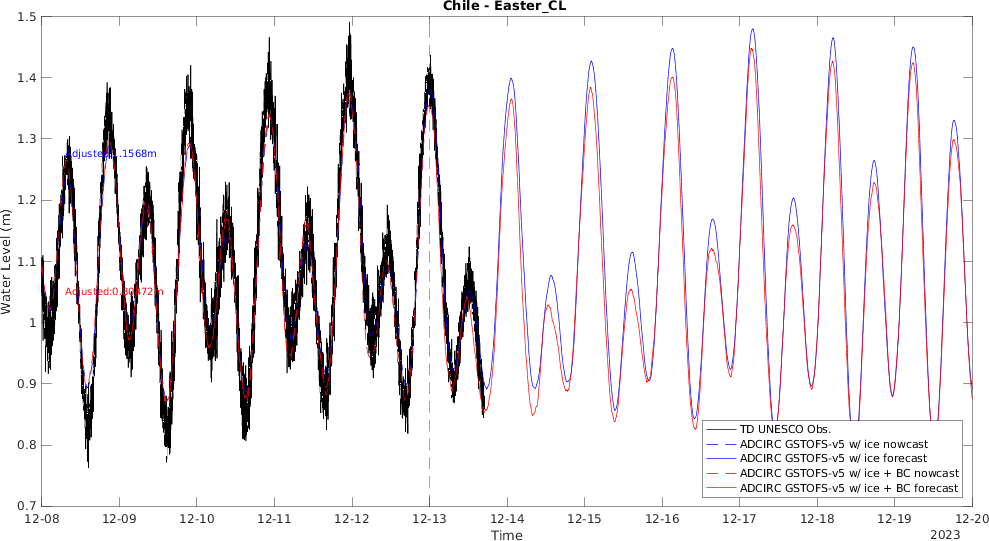 Chile - Easter_CL
Water Level (m)
1.5
1.4
1.3
1.2
1.1
1
0.9
0.8
0.7
Adjusted:1.1568m
TD UNESCO Obs.
ADCIRC GSTOFS-v5 w/ ice nowcast
ADCIRC GSTOFS-v5 w/ ice forecast
ADCIRC GSTOFS-v5 w/ ice + BC nowcast
ADCIRC GSTOFS-v5 w/ ice + BC forecast
12-08 12-09 12-10 12-11 12-12 12-13 12-14 12-15 12-16 12-17 12-18 12-19 12-20
Time
2023